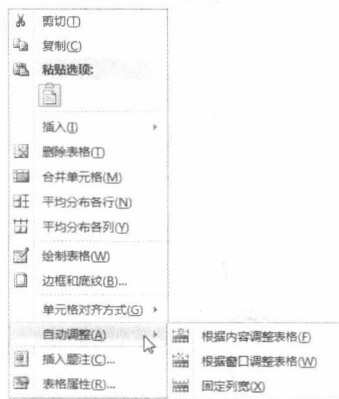 剪切(T)
复制(C)
粘贴选项:
插入(I)
删除表格(T)
合并单元格(M)
平均分布各行(N)
平均分布各列(Y)
绘制表格(W)
边框和底纹(B)...
单元格对齐方式(G)
自动调整(A)
根据内容调整表格(F)
根据窗口调整表格(W)
固定列宽(X)
插入题注(C)...
表格属性(R)...